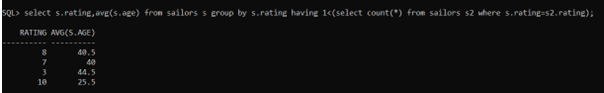 SQL> select s.rating,avg(s.age) from sailors s group by s.rating having 1<(select count(*) from sailors s2 where s.rating=s2.rating);
RATING AVG(S.AGE)
---------- ----------
8 40.5
7 40
3 44.5
10 25.5